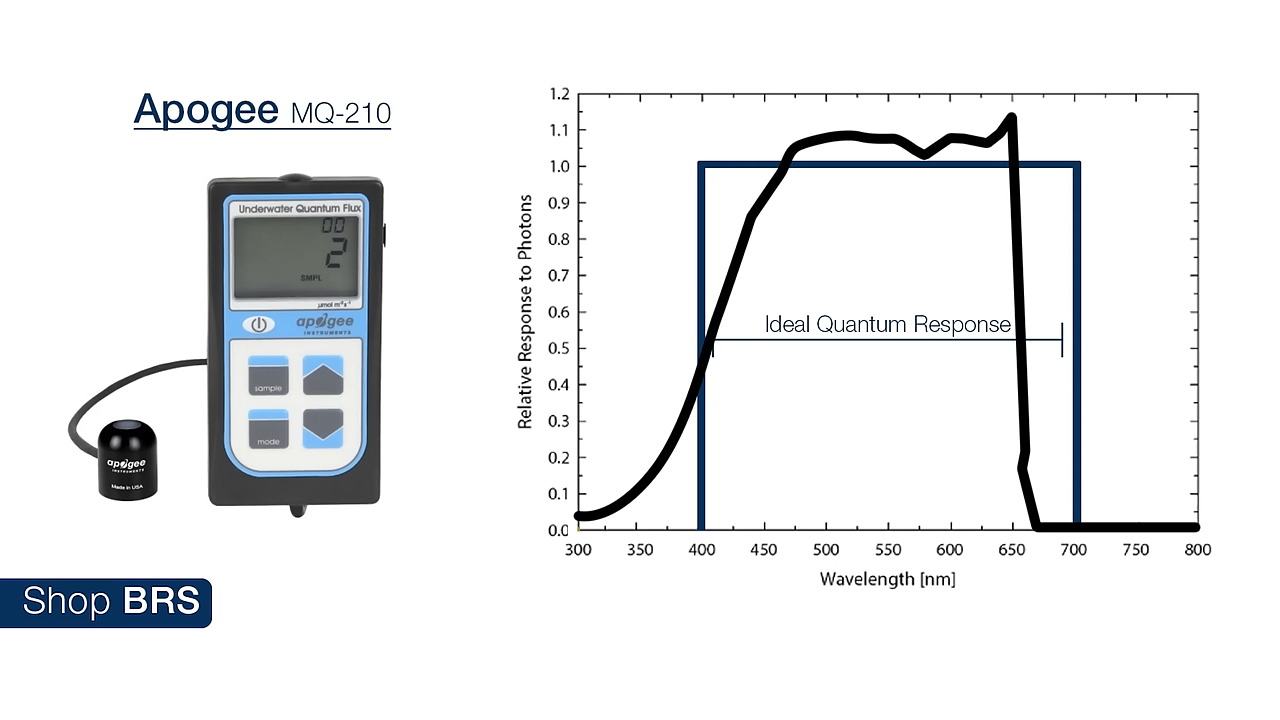 Apogee MQ-210
Underwater Quantum Flux
00
2
SMPL
µmol m⁻² s⁻¹
apogee
INSTRUMENTS
sample
mode
apogee
INSTRUMENTS
Made in USA
Shop BRS
Relative Response to Photons
1.2
1.1
1.0
0.9
0.8
0.7
0.6
0.5
0.4
0.3
0.2
0.1
0.0
Ideal Quantum Response
300 350 400 450 500 550 600 650 700 750 800
Wavelength [nm]